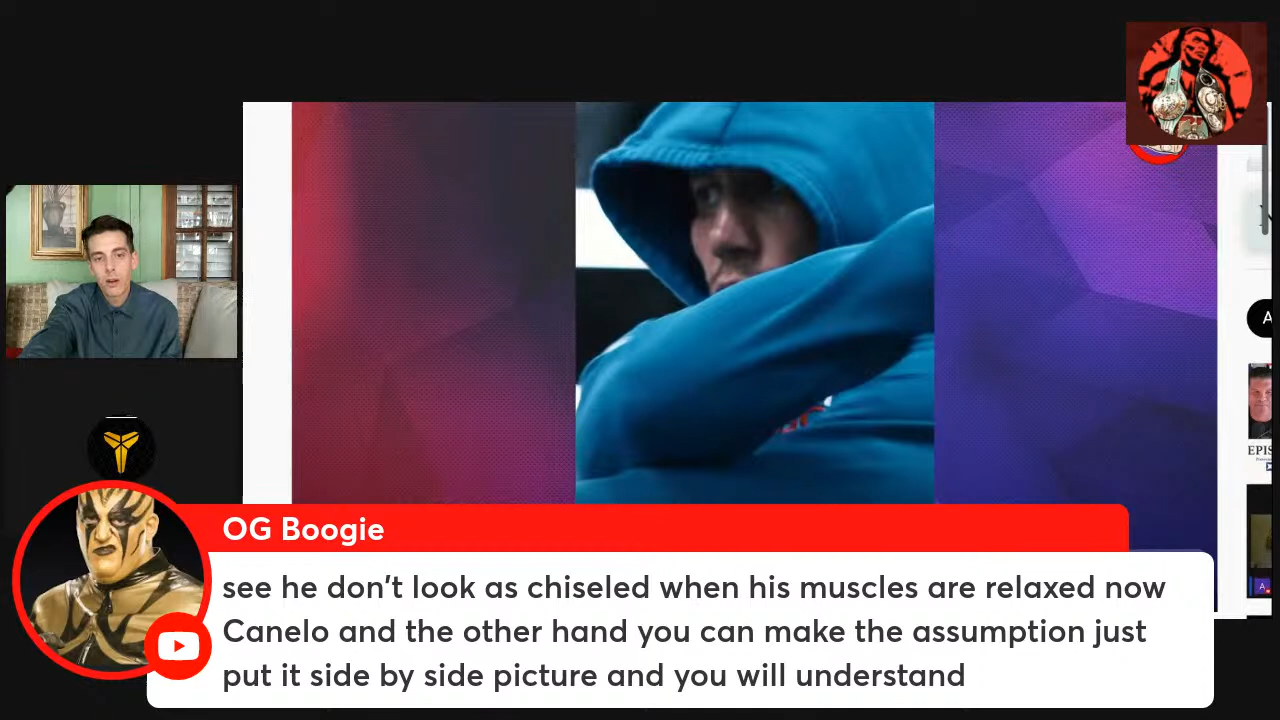 EPIS
OG Boogie
see he don't look as chiseled when his muscles are relaxed now
Canelo and the other hand you can make the assumption just
put it side by side picture and you will understand